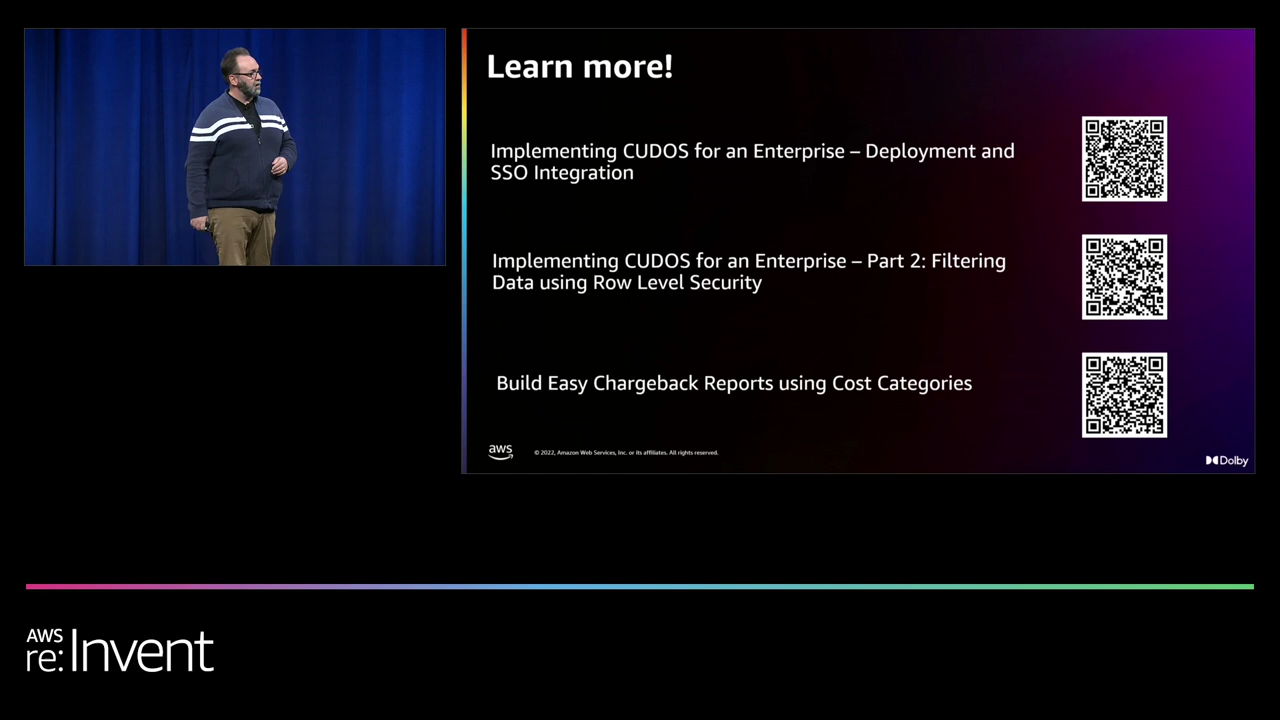 Learn more!
Implementing CUDOS for an Enterprise – Deployment and
SSO Integration
Implementing CUDOS for an Enterprise – Part 2: Filtering
Data using Row Level Security
Build Easy Chargeback Reports using Cost Categories
aws
© 2022, Amazon Web Services, Inc. or its affiliates. All rights reserved.
Dolby
AWS
re:Invent